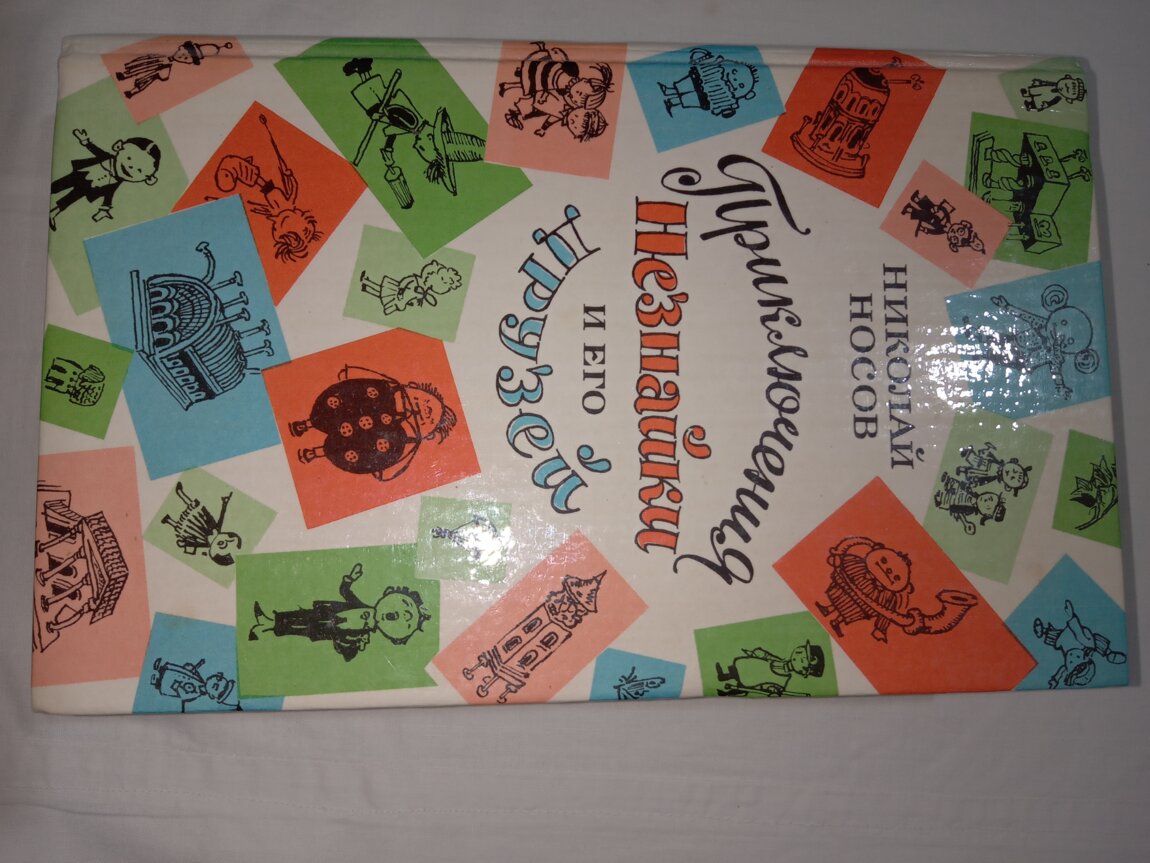 НИКОЛАЙ
НОСОВ
Приключения
Незнайки
И ЕГО
друзей